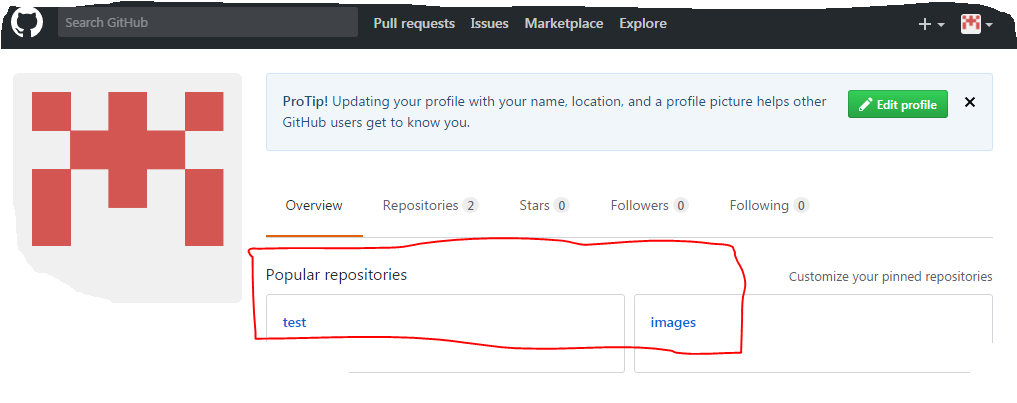 Search GitHub Pull requests Issues Marketplace Explore
ProTip! Updating your profile with your name, location, and a profile picture helps other
GitHub users get to know you.
Edit profile
Overview Repositories 2 Stars 0 Followers 0 Following 0
Popular repositories
Customize your pinned repositories
test
images